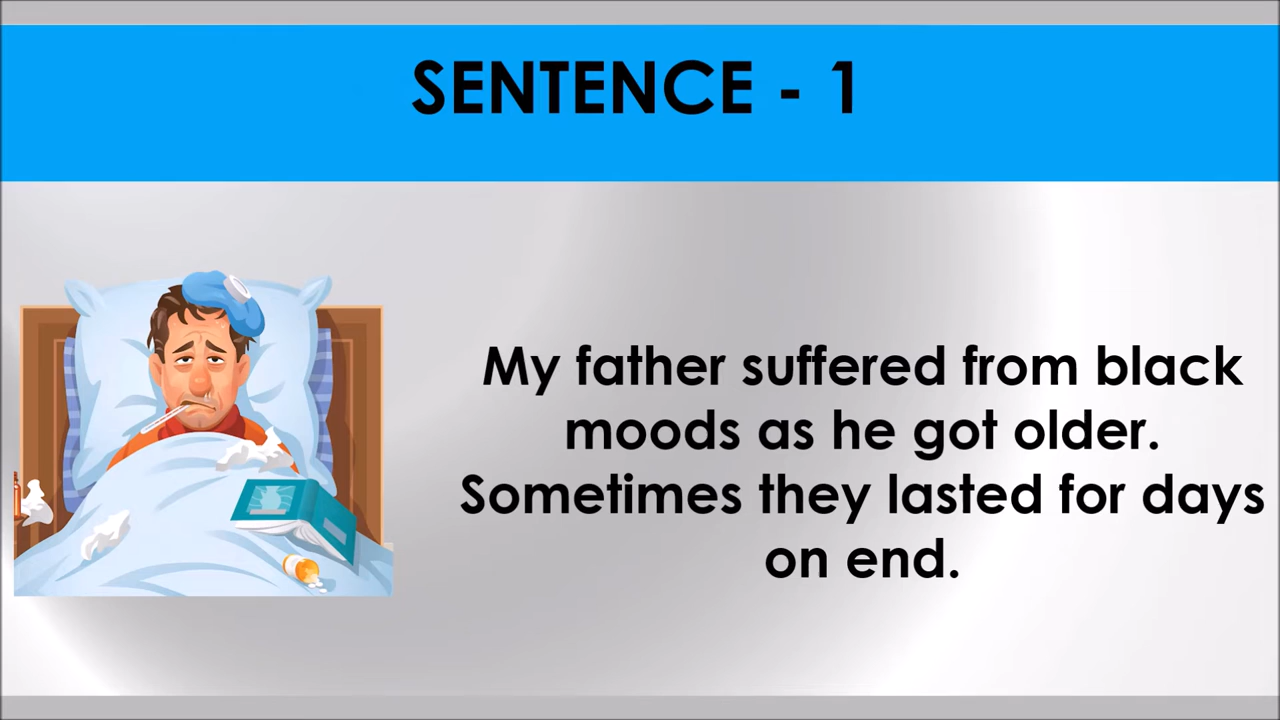 SENTENCE - 1
My father suffered from black
moods as he got older.
Sometimes they lasted for days
on end.